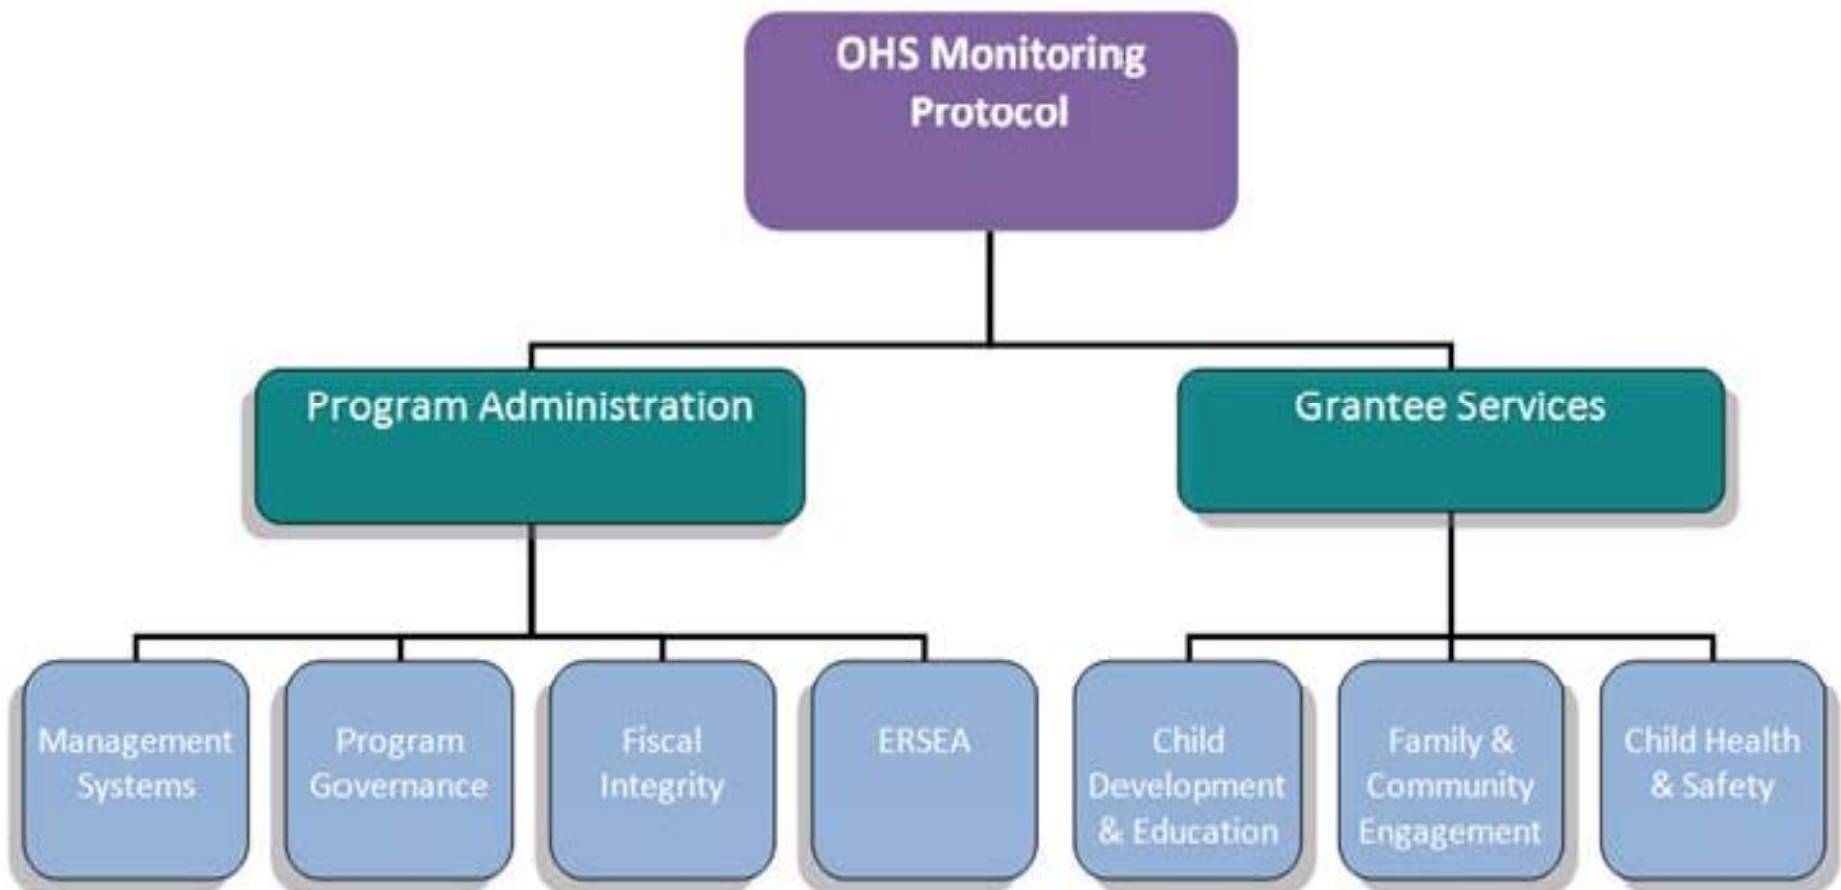 OHS Monitoring
Protocol
Program Administration
Grantee Services
Management
Systems
Program
Governance
Fiscal
Integrity
ERSEA
Child
Development
& Education
Family &
Community
Engagement
Child Health
& Safety